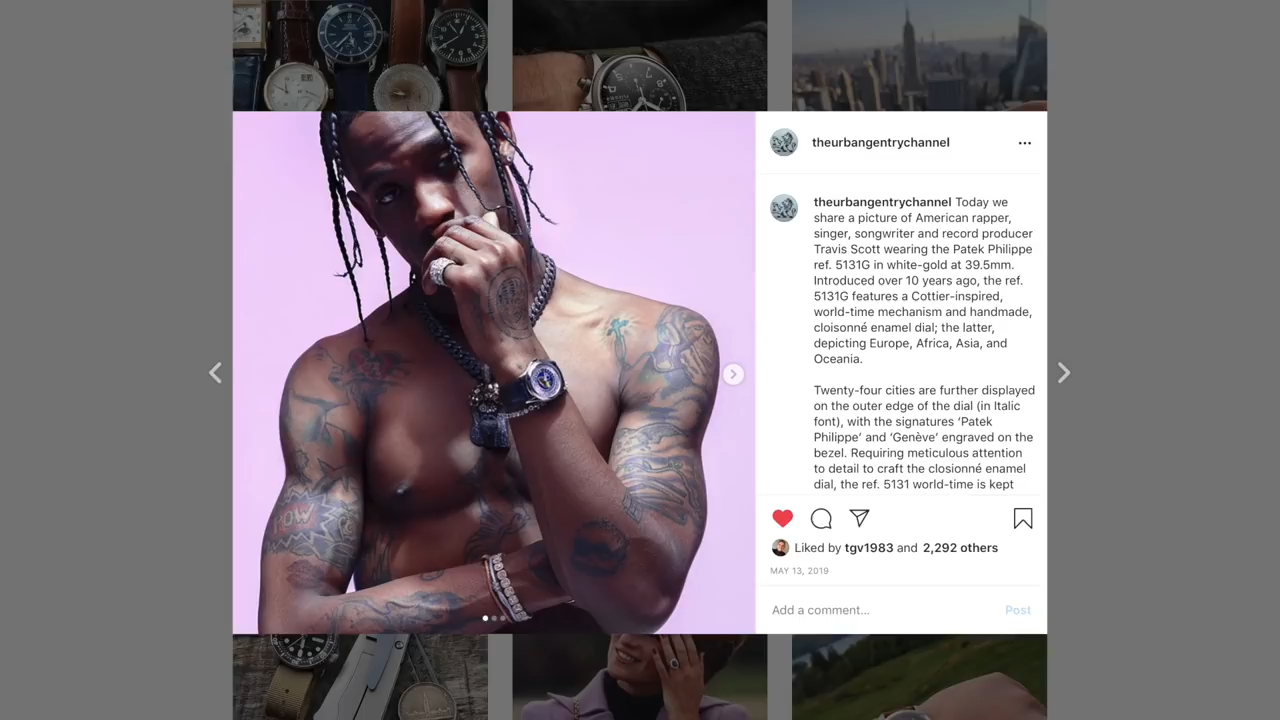 theurbangentrychannel
theurbangentrychannel Today we
share a picture of American rapper,
singer, songwriter and record producer
Travis Scott wearing the Patek Philippe
ref. 5131G in white-gold at 39.5mm.
Introduced over 10 years ago, the ref.
5131G features a Cottier-inspired,
world-time mechanism and handmade,
cloisonné enamel dial; the latter,
depicting Europe, Africa, Asia, and
Oceania.
Twenty-four cities are further displayed
on the outer edge of the dial (in Italic
font), with the signatures ‘Patek
Philippe’ and ‘Genève’ engraved on the
bezel. Requiring meticulous attention
to detail to craft the closionné enamel
dial, the ref. 5131 world-time is kept
Liked by tgv1983 and 2,292 others
MAY 13, 2019
Add a comment... Post
POW